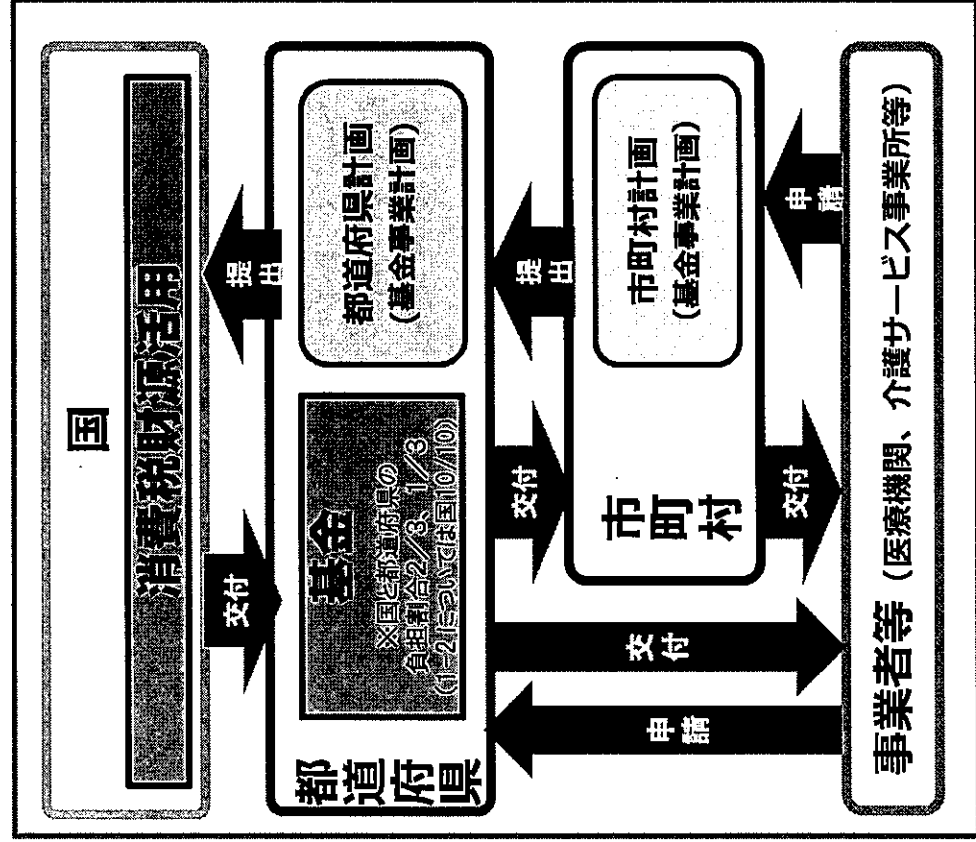 国
消費税財源活用
交付
提出
都道府県
基金
※国と都道府県の
負担割合2/3、1/3
(1-2については国10/10)
都道府県計画
(基金事業計画)
申請
交付
交付
提出
市町村
市町村計画
(基金事業計画)
交付
申請
事業者等(医療機関、介護サービス事業所等)